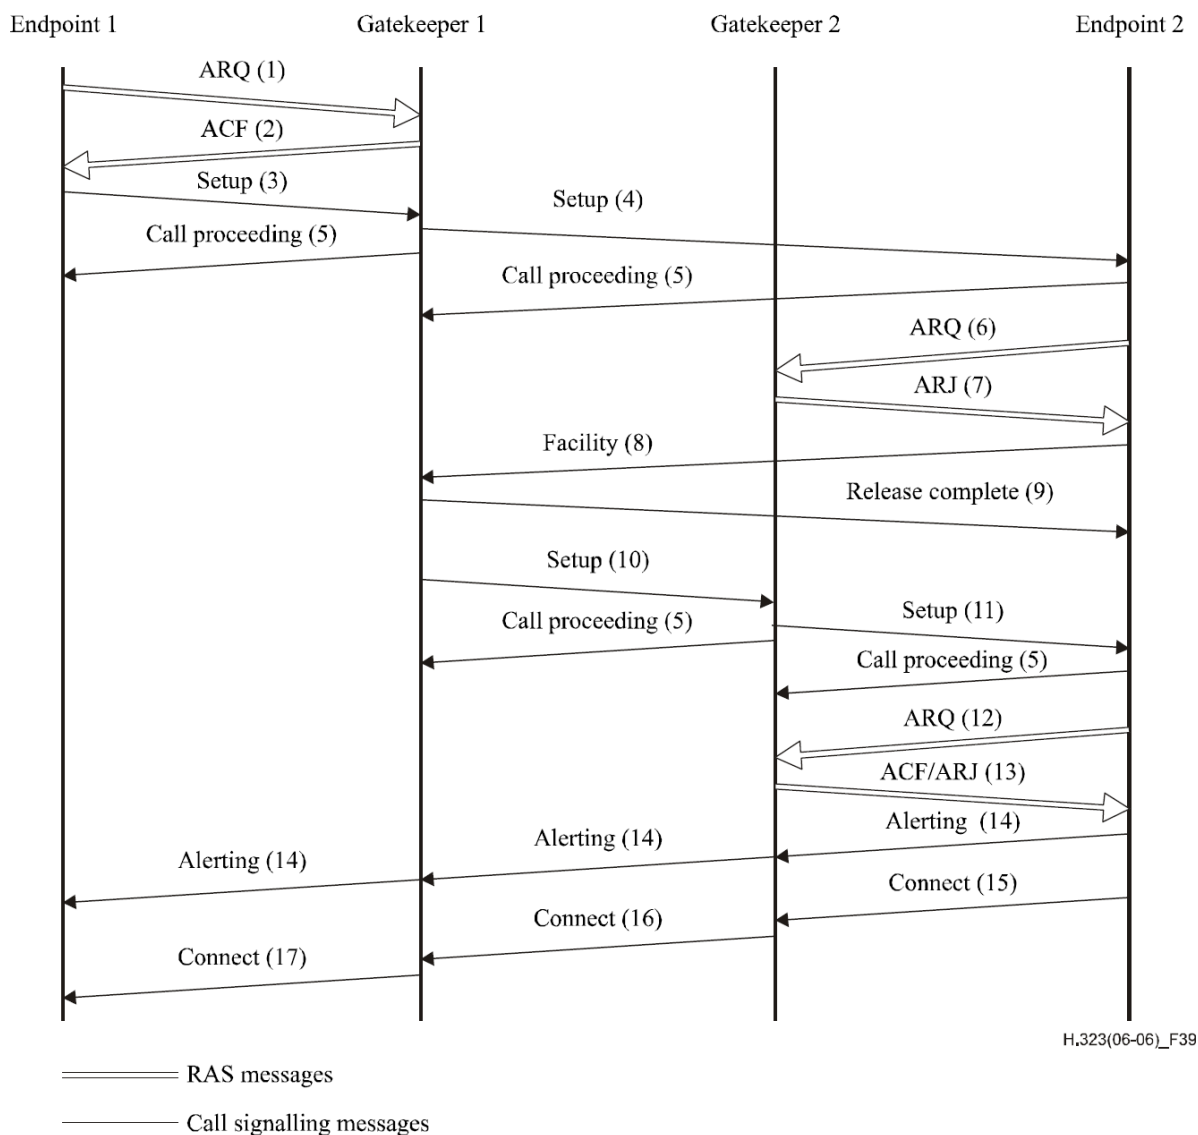 Endpoint 1 Gatekeeper 1 Gatekeeper 2 Endpoint 2
ARQ (1)
ACF (2)
Setup (3)
Setup (4)
Call proceeding (5)
Call proceeding (5)
ARQ (6)
ARJ (7)
Facility (8)
Release complete (9)
Setup (10)
Setup (11)
Call proceeding (5)
Call proceeding (5)
ARQ (12)
ACF/ARJ (13)
Alerting (14)
Alerting (14)
Alerting (14)
Connect (15)
Connect (16)
Connect (17)
H.323(06-06)_F39
RAS messages
Call signalling messages